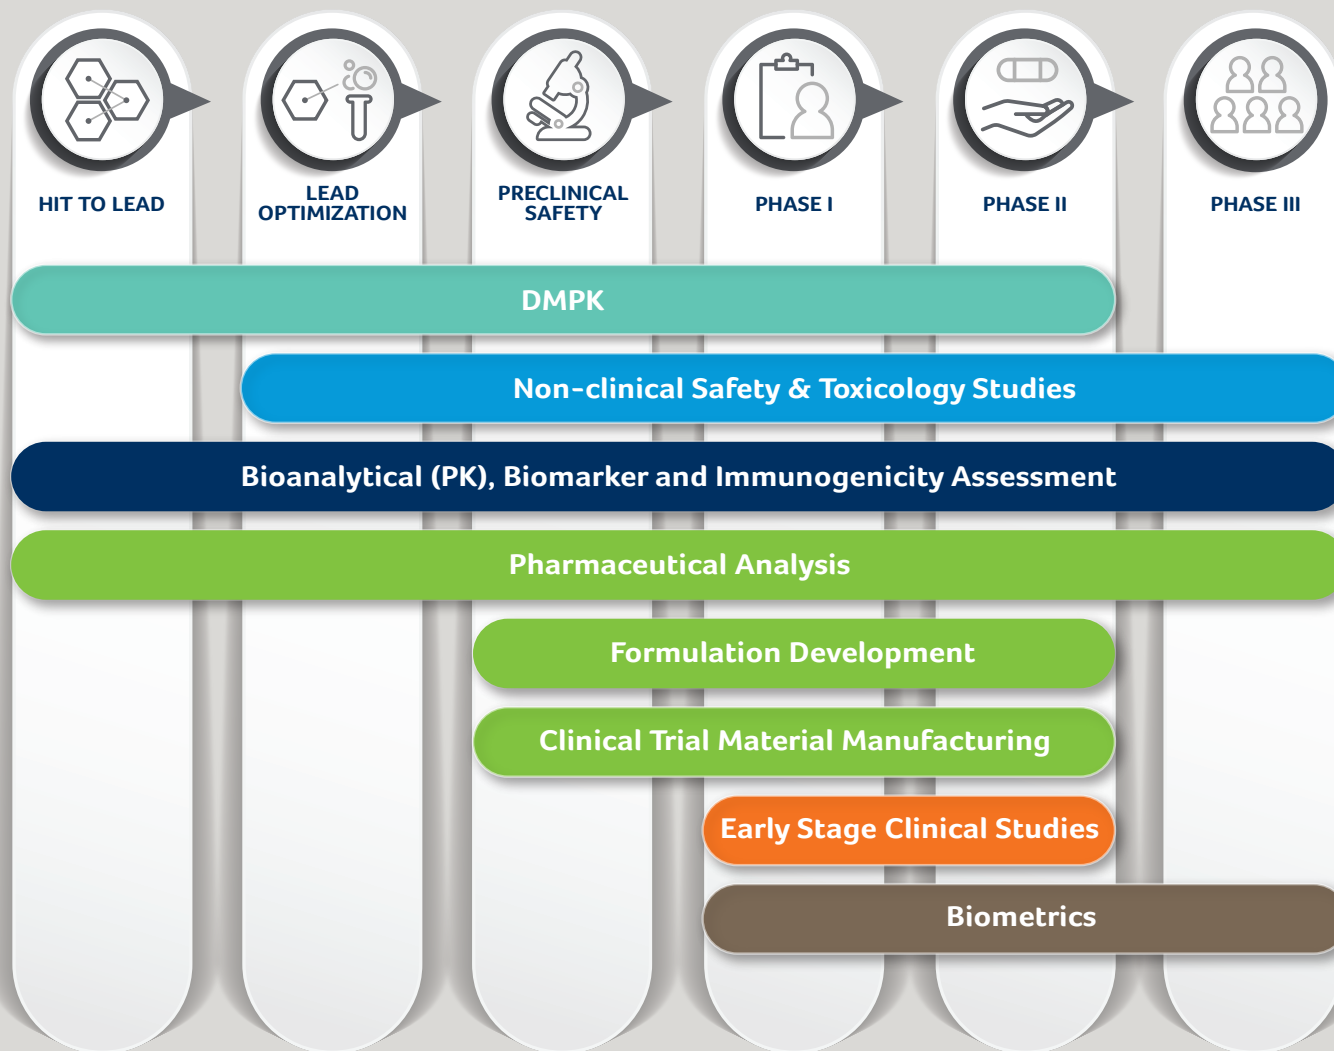 HIT TO LEAD
LEAD
OPTIMIZATION
PRECLINICAL
SAFETY
PHASE I
PHASE II
PHASE III
DMPK
Non-clinical Safety & Toxicology Studies
Bioanalytical (PK), Biomarker and Immunogenicity Assessment
Pharmaceutical Analysis
Formulation Development
Clinical Trial Material Manufacturing
Early Stage Clinical Studies
Biometrics